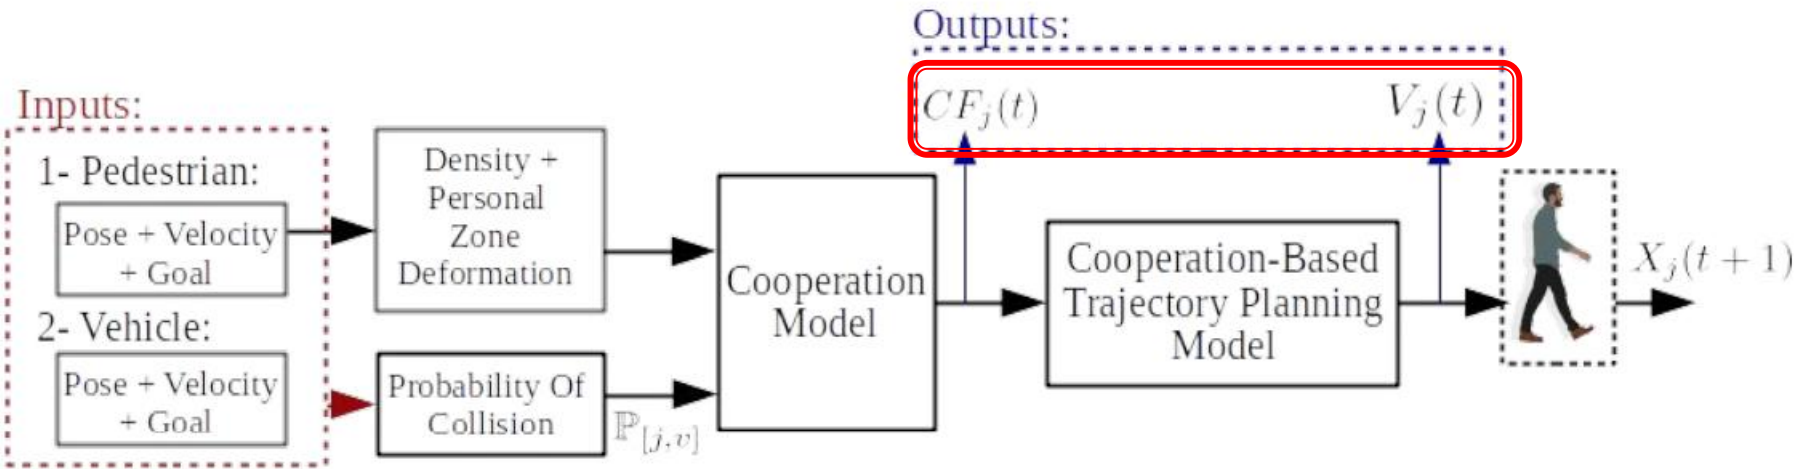 Outputs:
CF_j(t)
V_j(t)
Inputs:
1- Pedestrian:
Pose + Velocity
+ Goal
2- Vehicle:
Pose + Velocity
+ Goal
Density +
Personal
Zone
Deformation
Probability Of
Collision
ℙ_[j,v]
Cooperation
Model
Cooperation-Based
Trajectory Planning
Model
X_j(t + 1)